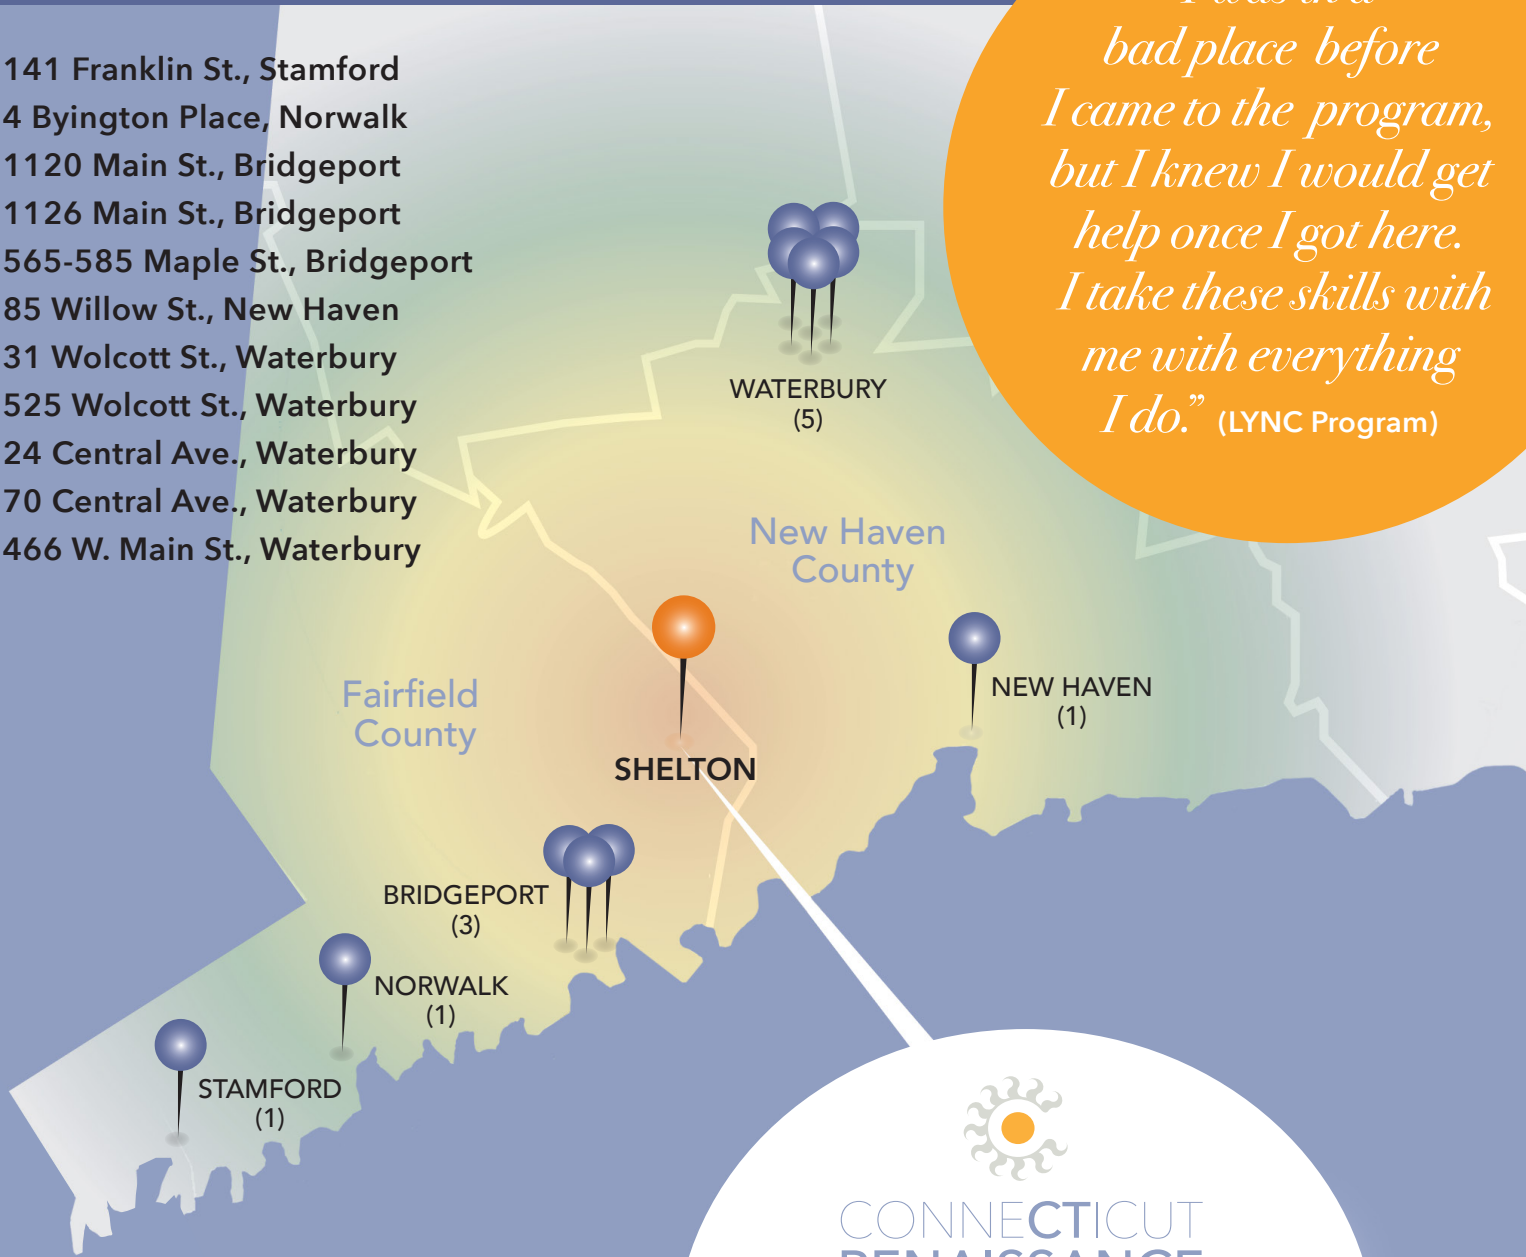 141 Franklin St., Stamford
4 Byington Place, Norwalk
1120 Main St., Bridgeport
1126 Main St., Bridgeport
565-585 Maple St., Bridgeport
85 Willow St., New Haven
31 Wolcott St., Waterbury
525 Wolcott St., Waterbury
24 Central Ave., Waterbury
70 Central Ave., Waterbury
466 W. Main St., Waterbury
I was in a
bad place before
I came to the program,
but I knew I would get
help once I got here.
I take these skills with
me with everything
I do.” (LYNC Program)
WATERBURY
(5)
New Haven
County
Fairfield
County
NEW HAVEN
(1)
SHELTON
BRIDGEPORT
(3)
NORWALK
(1)
STAMFORD
(1)
CONNECTICUT
RENAISSANCE